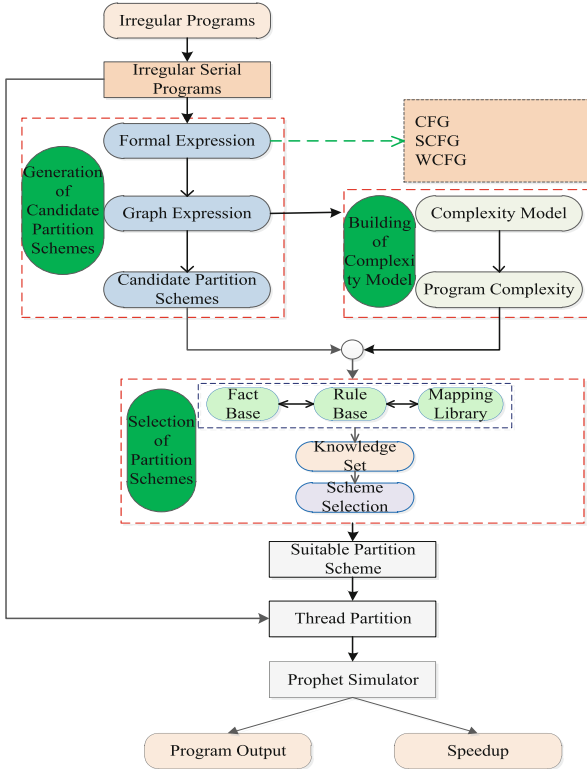 Irregular Programs
Irregular Serial
Programs
Formal Expression
CFG
SCFG
WCFG
Generation
of
Candidate
Partition
Schemes
Graph Expression
Candidate Partition
Schemes
Building
of
Complexi
ty Model
Complexity Model
Program Complexity
Selection
of
Partition
Schemes
Fact
Base
Rule
Base
Mapping
Library
Knowledge
Set
Scheme
Selection
Suitable Partition
Scheme
Thread Partition
Prophet Simulator
Program Output
Speedup